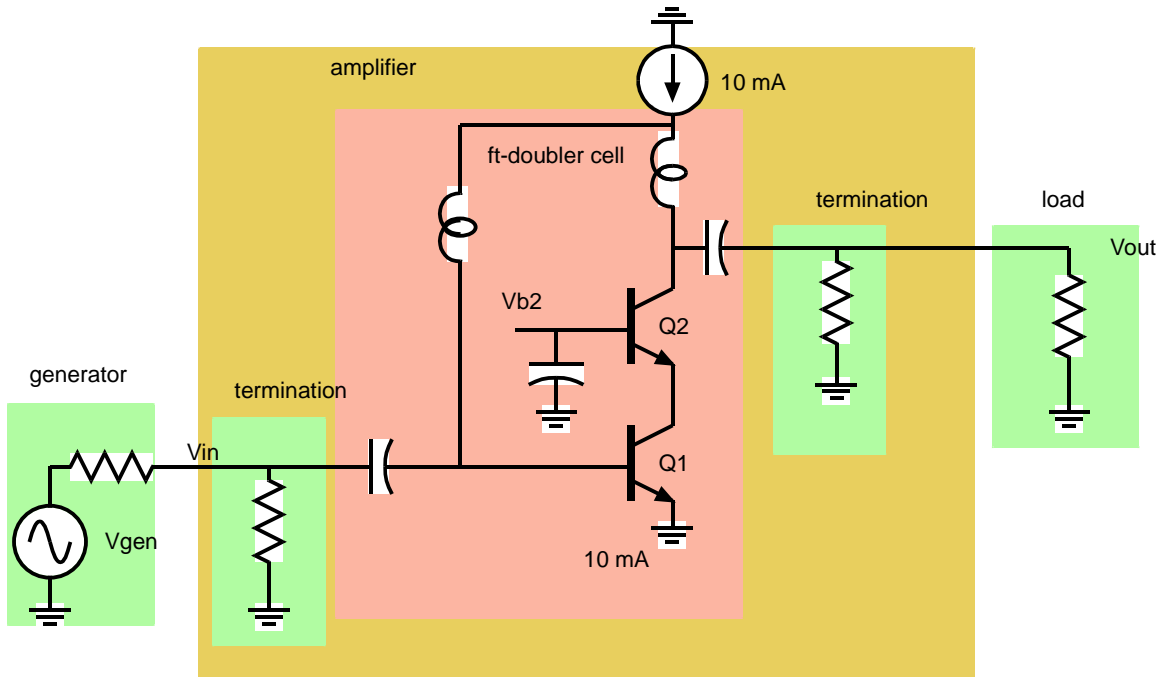 amplifier
10 mA
ft-doubler cell
termination
load
Vout
Vb2
Q2
generator
termination
Vin
Q1
Vgen
10 mA